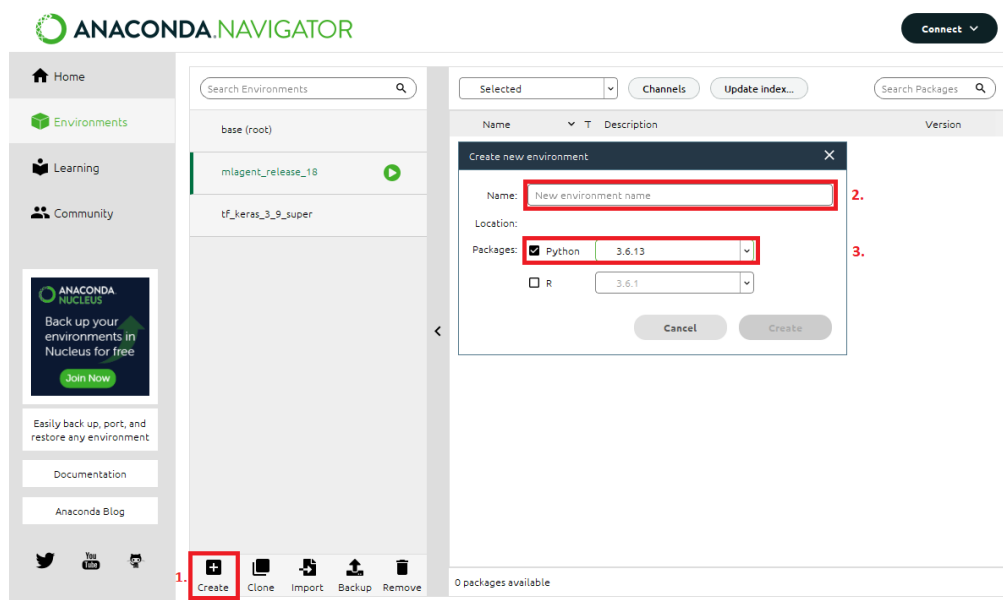 ANACONDA.NAVIGATOR
Connect
Home
Environments
Learning
Community
ANACONDA.
NUCLEUS
Back up your
environments in
Nucleus for free
Join Now
Easily back up, port, and
restore any environment
Documentation
Anaconda Blog
You
Tube
Search Environments
base (root)
mlagent_release_18
tf_keras_3_9_super
1.
Create
Clone
Import
Backup
Remove
Selected
Channels
Update index...
Search Packages
Name
T
Description
Version
Create new environment
Name:
New environment name
2.
Location:
Packages:
Python
3.6.13
3.
R
3.6.1
Cancel
Create
0 packages available